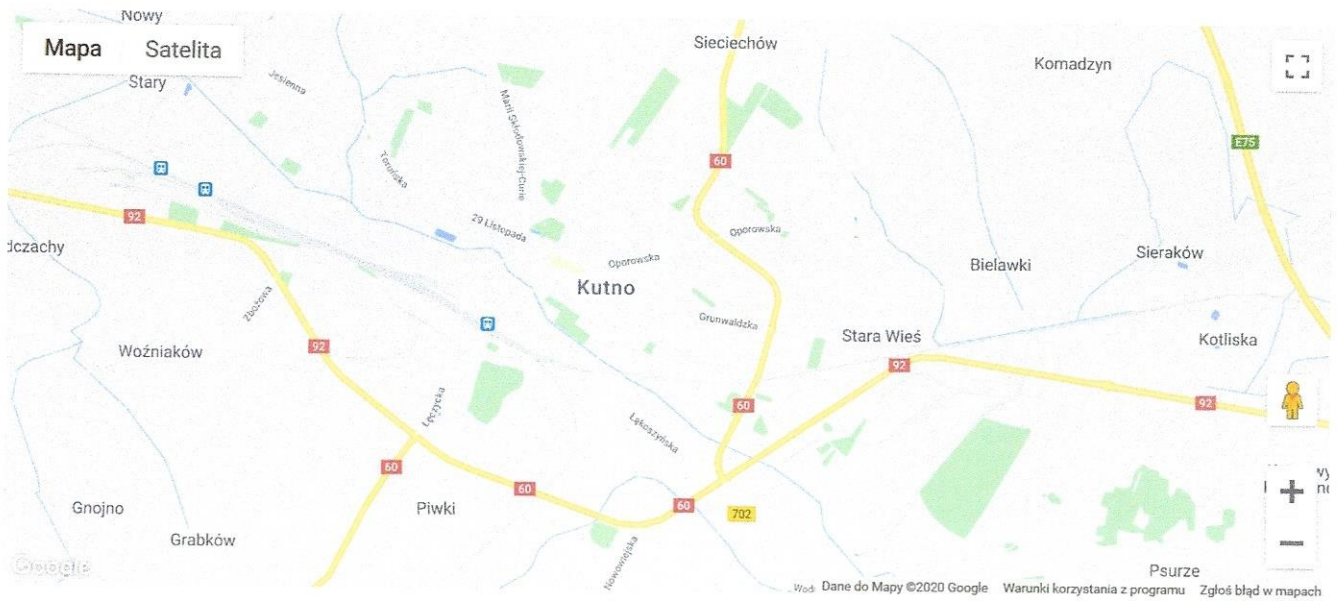 Nowy
Mapa Satelita
Stary
Jesienna
Sieciechów
Komadzyn
E75
Marii Skłodowskiej-Curie
Toruńska
60
92
29 Listopada
Oporowska
Oporowska
dczachy
Bielawki
Sieraków
Kutno
Zbożowa
Grunwaldzka
Stara Wieś
Kotliska
Woźniaków
92
92
Łęczycka
60
92
Łąkoszyńska
60
60
60
702
Gnojno
Piwki
Grabków
Nowowiejska
Psurze
Google
Dane do Mapy ©2020 Google Warunki korzystania z programu Zgłoś błąd w mapach